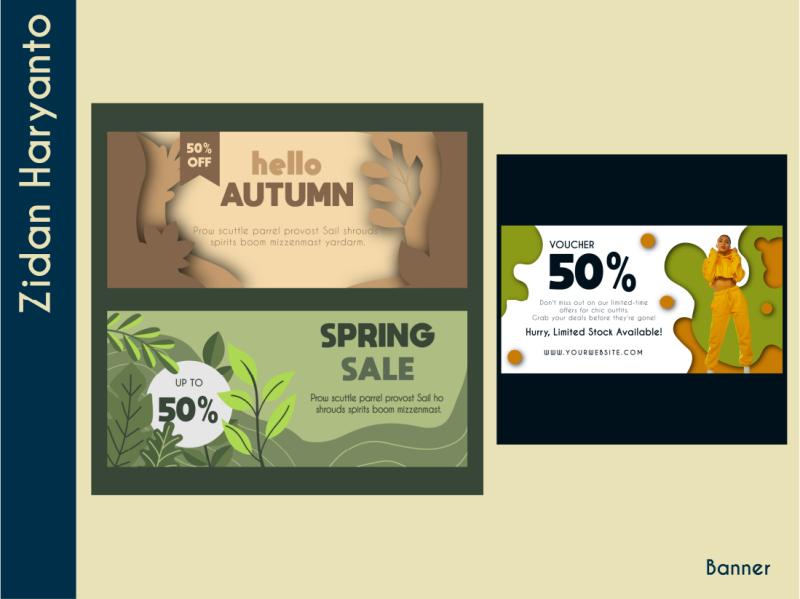 Zidan Haryanto
50%
OFF
hello
AUTUMN
Prow scuttle parrel provost Sail shrouds
spirits boom mizzenmast yardarm.
SPRING
SALE
UP TO
50%
Prow scuttle parrel provost Sail ho
shrouds spirits boom mizzenmast.
VOUCHER
50%
Don't miss out on our limited-time
offers for chic outfits.
Grab your deals before they're gone!
Hurry, Limited Stock Available!
WWW.YOURWEBSITE.COM
Banner